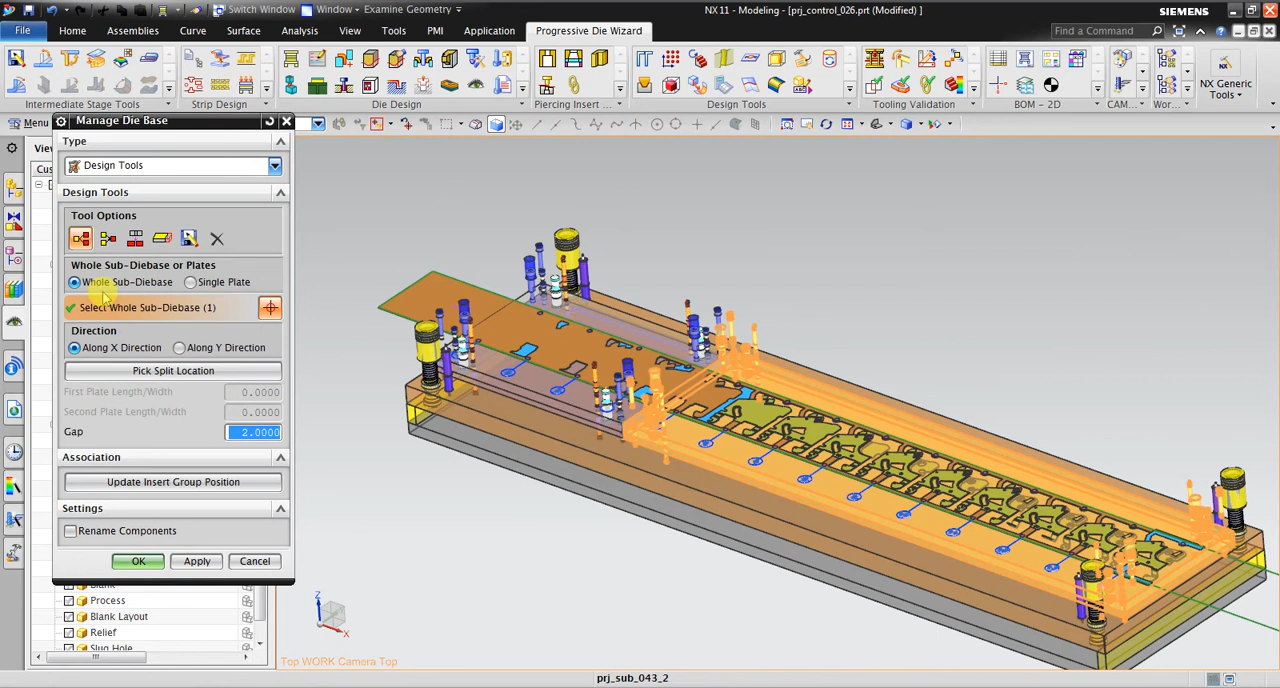 Switch Window Window Examine Geometry
NX 11 - Modeling - [prj_control_026.prt (Modified) ]
SIEMENS
File Home Assemblies Curve Surface Analysis View Tools PMI Application Progressive Die Wizard
Find a Command
NX Generic
Tools
Intermediate Stage Tools Strip Design Die Design Piercing Insert ... Design Tools Tooling Validation BOM - 2D CAM... Wor...
Menu
Manage Die Base
Type
Design Tools
Design Tools
Tool Options
Whole Sub-Diebase or Plates
Whole Sub-Diebase Single Plate
Select Whole Sub-Diebase (1)
Direction
Along X Direction Along Y Direction
Pick Split Location
First Plate Length/Width 0.0000
Second Plate Length/Width 0.0000
Gap 2.0000
Association
Update Insert Group Position
Settings
Rename Components
OK Apply Cancel
Process
Blank Layout
Relief
Slug Hole
Z
X
Top WORK Camera Top
prj_sub_043_2